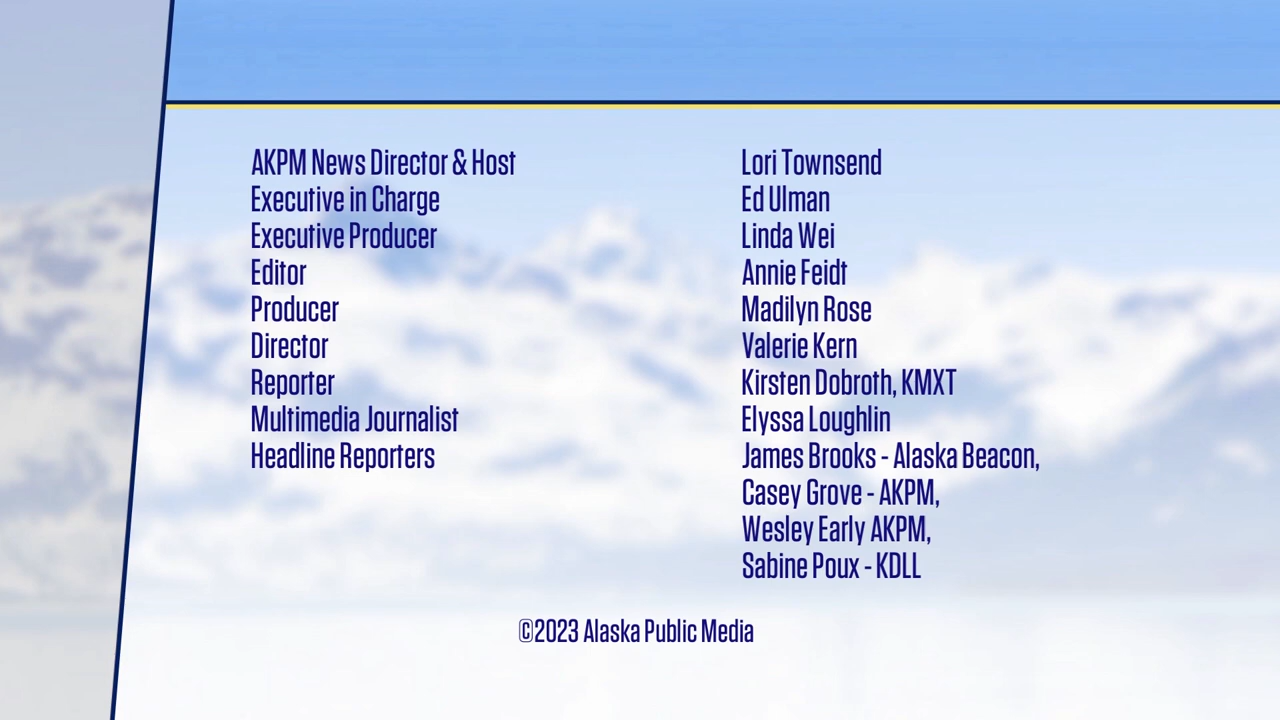 AKPM News Director & Host Lori Townsend
Executive in Charge Ed Ulman
Executive Producer Linda Wei
Editor Annie Feidt
Producer Madilyn Rose
Director Valerie Kern
Reporter Kirsten Dobroth, KMXT
Multimedia Journalist Elyssa Loughlin
Headline Reporters James Brooks - Alaska Beacon,
Casey Grove - AKPM,
Wesley Early AKPM,
Sabine Poux - KDLL
©2023 Alaska Public Media